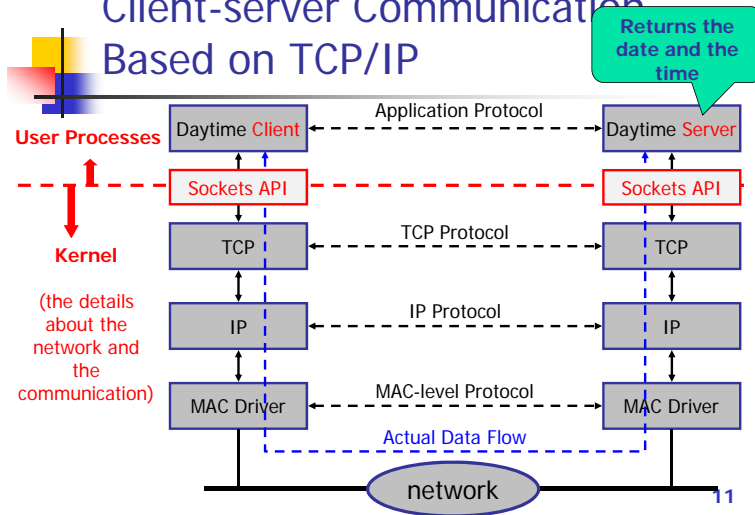 Client-server Communication
Based on TCP/IP
Returns the
date and the
time
Application Protocol
Daytime Client
Daytime Server
User Processes
Sockets API
Sockets API
Kernel
TCP
TCP Protocol
TCP
(the details
about the
network and
the
communication)
IP
IP Protocol
IP
MAC Driver
MAC-level Protocol
MAC Driver
Actual Data Flow
network
11